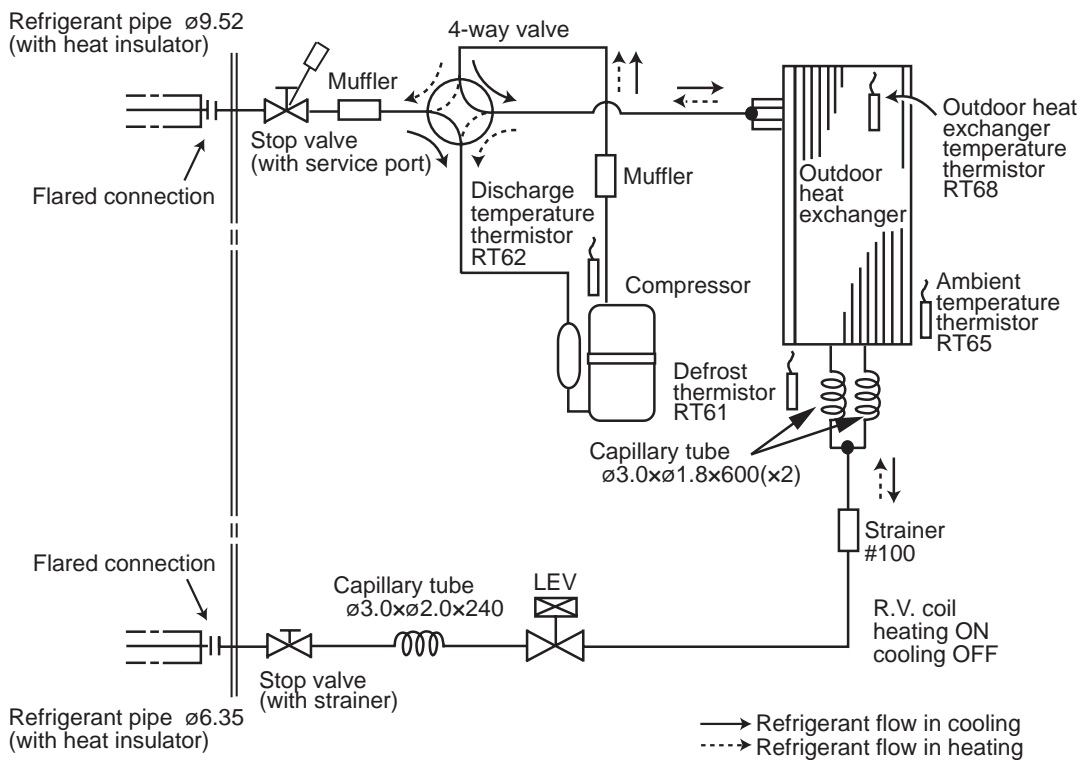 Refrigerant pipe ø9.52
(with heat insulator)
4-way valve
Muffler
Stop valve
(with service port)
Flared connection
Outdoor heat
exchanger
temperature
thermistor
RT68
Muffler
Outdoor
heat
exchanger
Discharge
temperature
thermistor
RT62
Compressor
Ambient
temperature
thermistor
RT65
Defrost
thermistor
RT61
Capillary tube
ø3.0×ø1.8×600(×2)
Strainer
#100
Flared connection
Capillary tube
ø3.0×ø2.0×240
LEV
R.V. coil
heating ON
cooling OFF
Stop valve
(with strainer)
Refrigerant pipe ø6.35
(with heat insulator)
Refrigerant flow in cooling
Refrigerant flow in heating